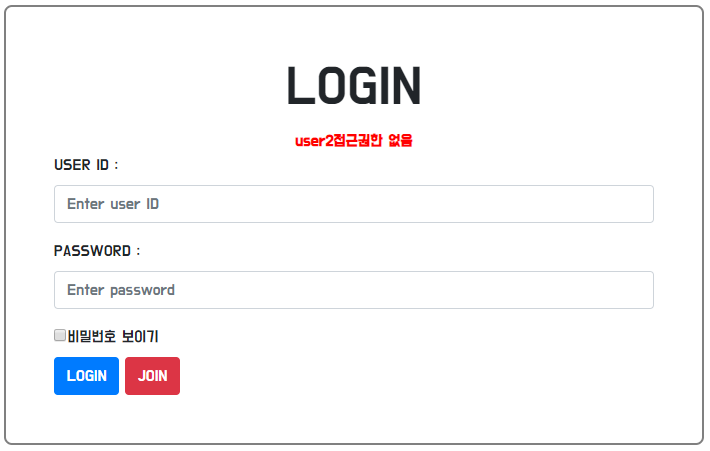 LOGIN
user2접근권한 없음
USER ID :
Enter user ID
PASSWORD :
Enter password
비밀번호 보이기
LOGIN JOIN